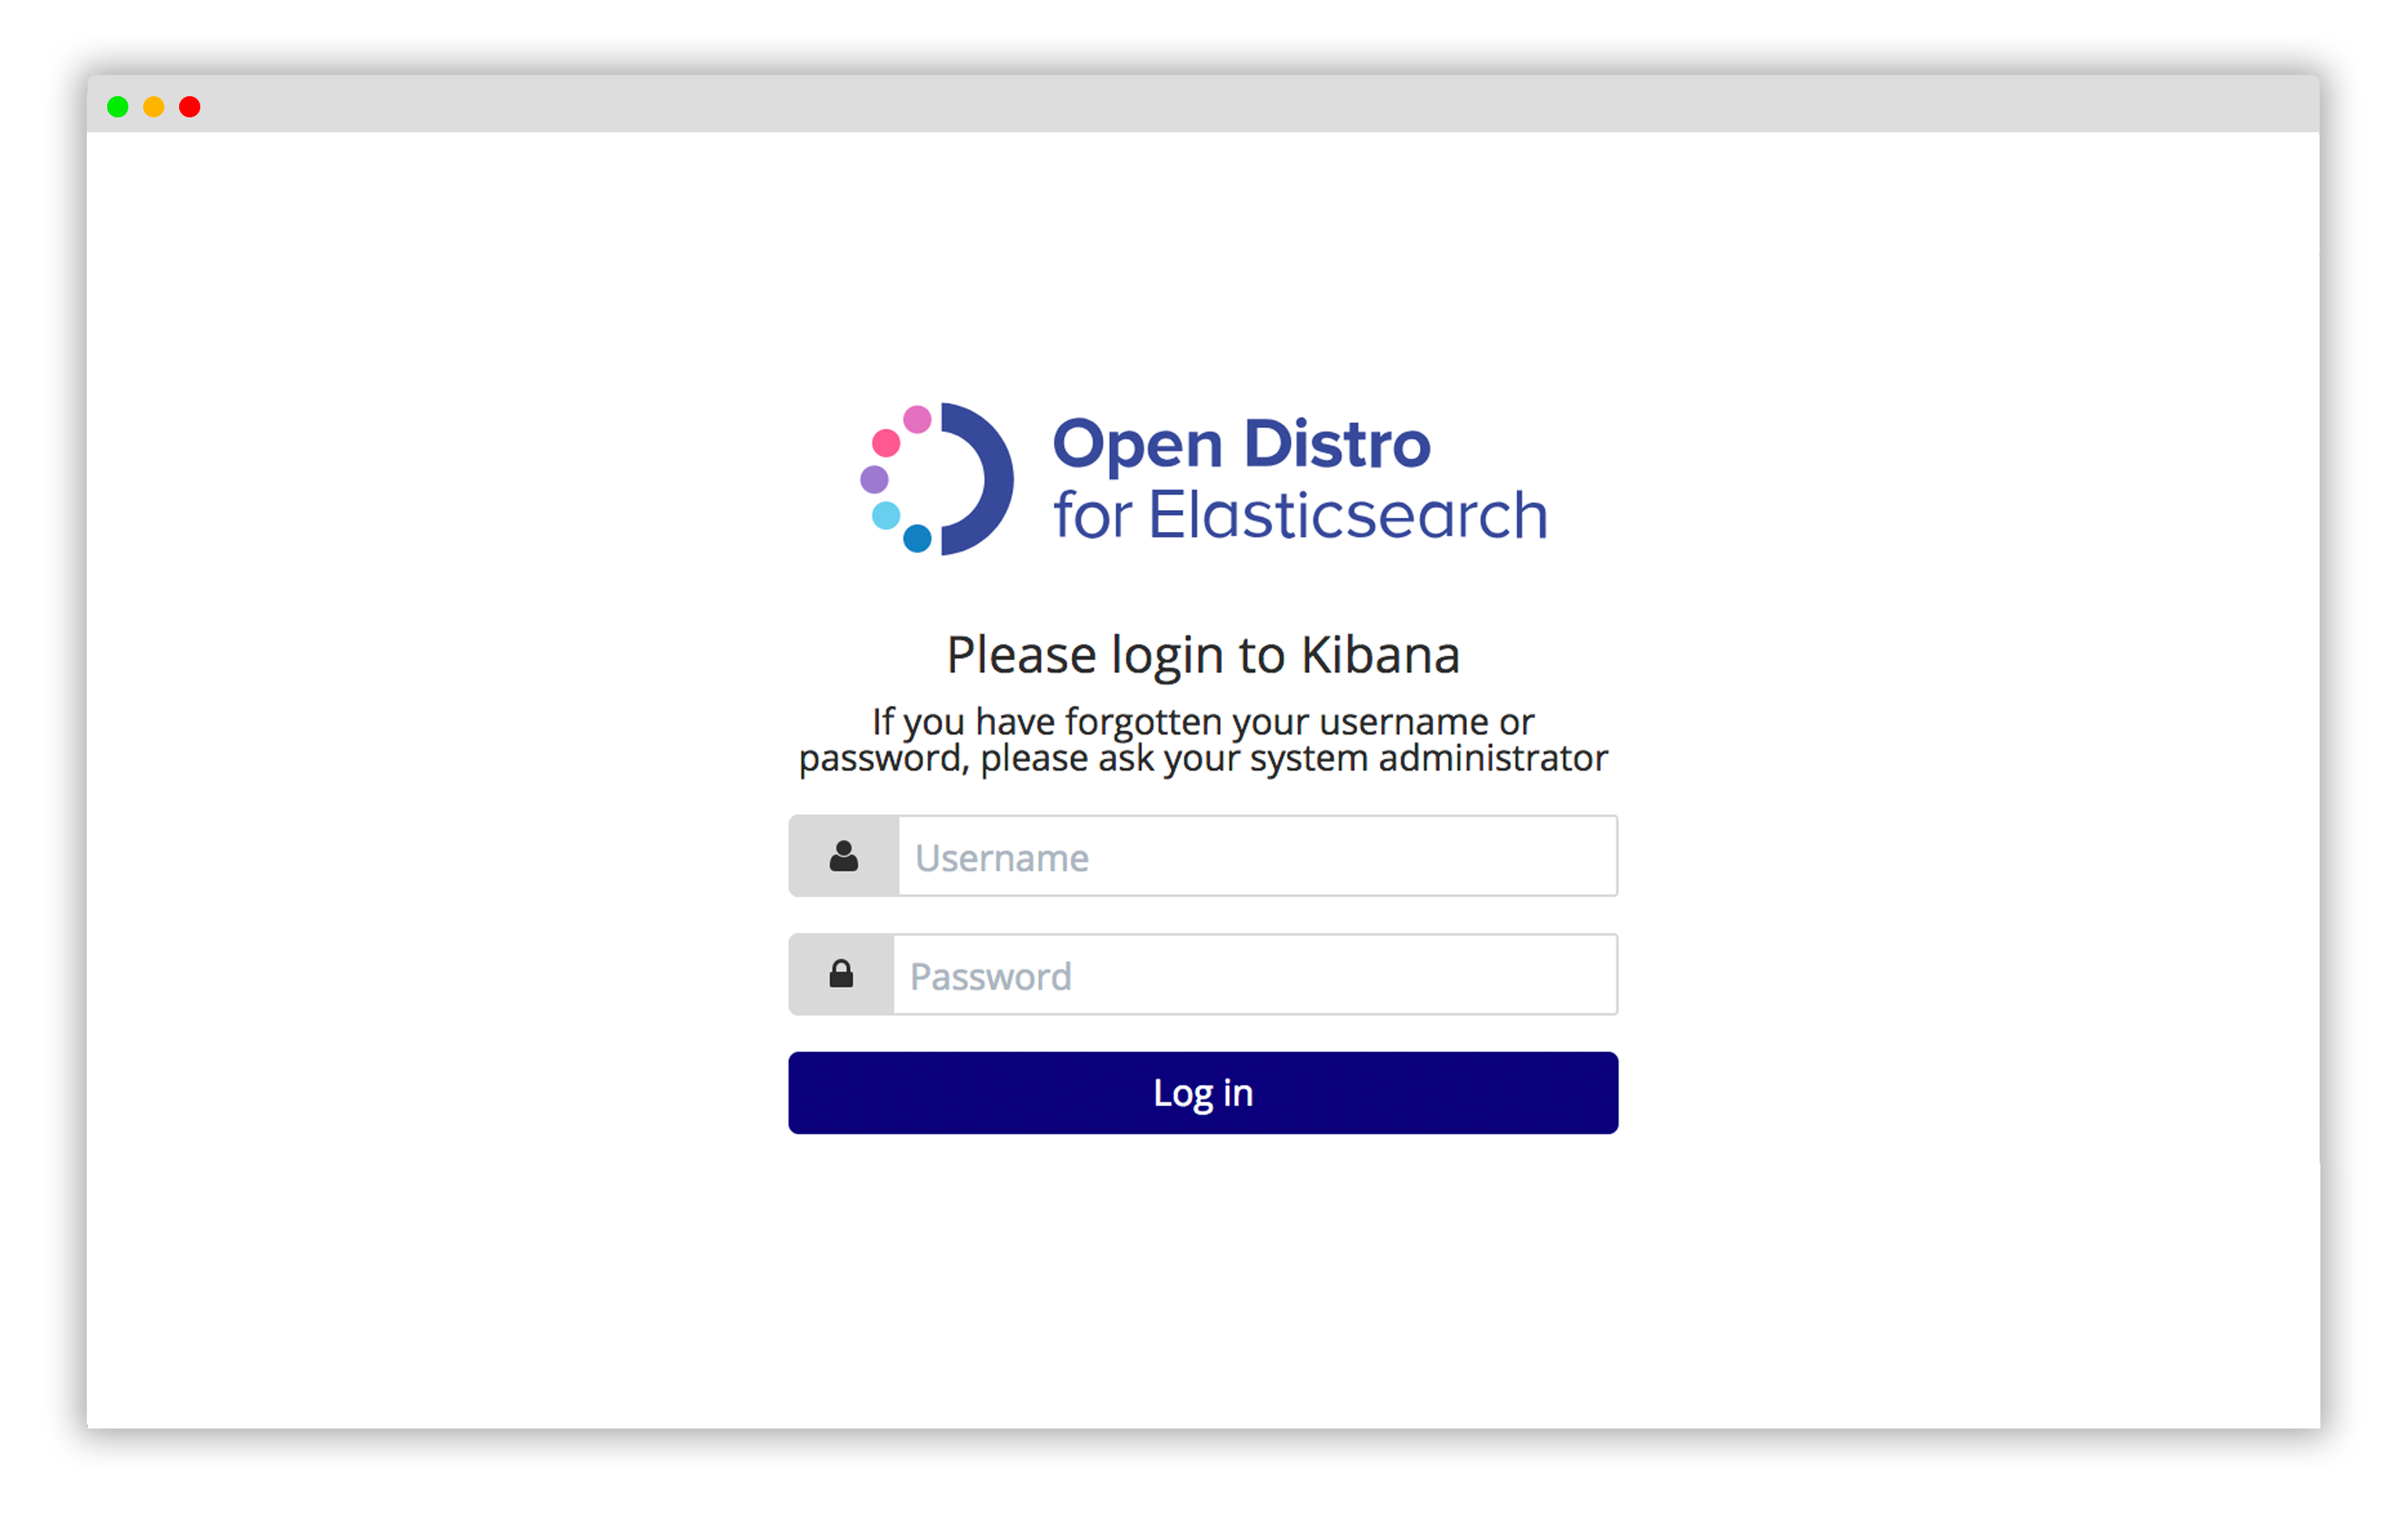 Open Distro
for Elasticsearch
Please login to Kibana
If you have forgotten your username or
password, please ask your system administrator
Username
Password
Log in